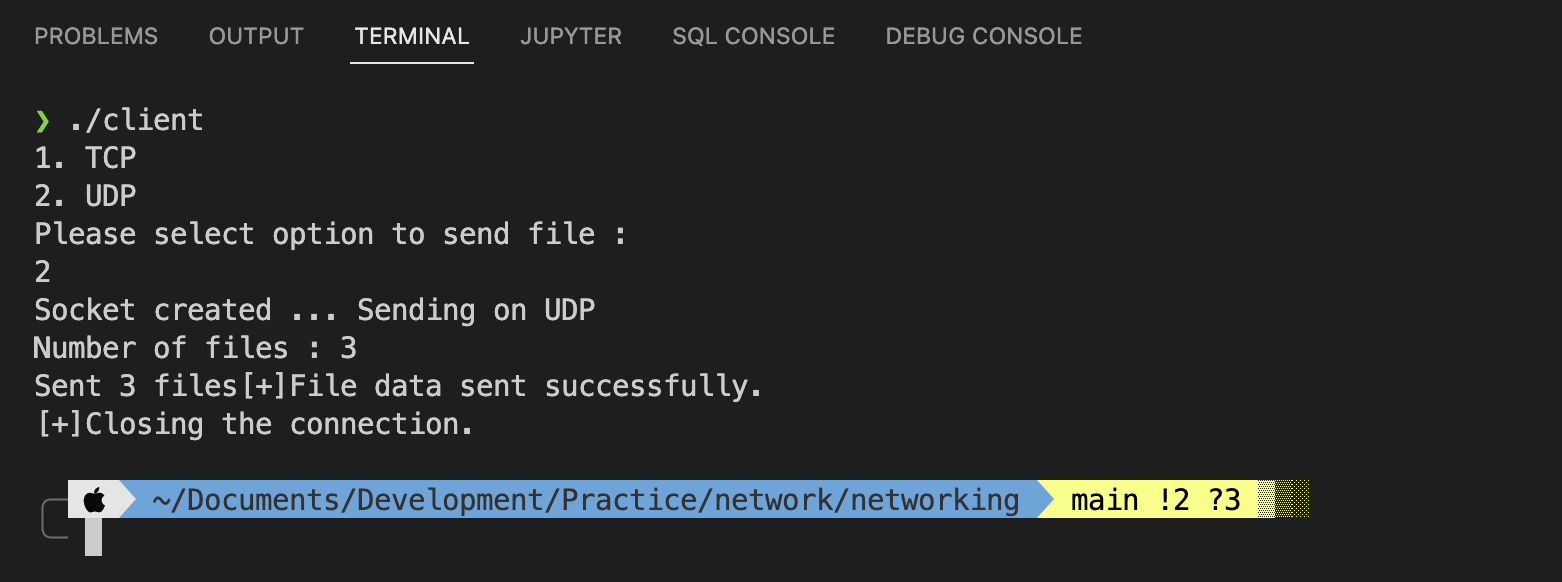 PROBLEMS OUTPUT TERMINAL JUPYTER SQL CONSOLE DEBUG CONSOLE
❯ ./client
1. TCP
2. UDP
Please select option to send file :
2
Socket created ... Sending on UDP
Number of files : 3
Sent 3 files[+]File data sent successfully.
[+]Closing the connection.
~/Documents/Development/Practice/network/networking main !2 ?3